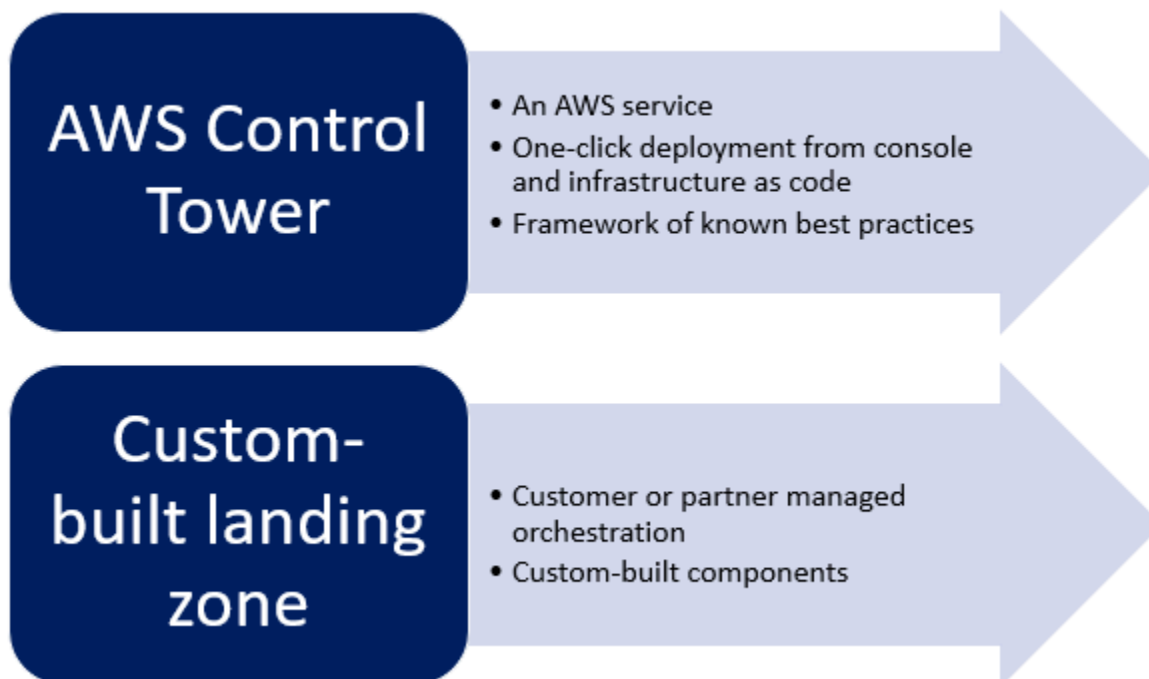 AWS Control
Tower
• An AWS service
• One-click deployment from console
and infrastructure as code
• Framework of known best practices
Custom-
built landing
zone
• Customer or partner managed
orchestration
• Custom-built components